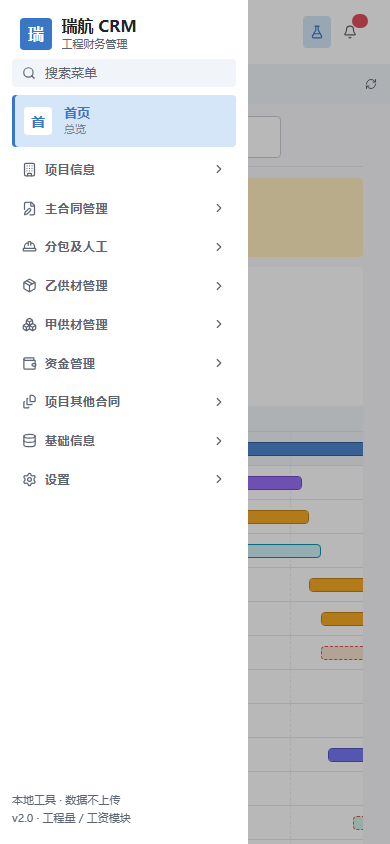 瑞
瑞航 CRM
工程财务管理
搜索菜单
首
首页
总览
项目信息
主合同管理
分包及人工
乙供材管理
甲供材管理
资金管理
项目其他合同
基础信息
设置
本地工具 · 数据不上传
v2.0 · 工程量 / 工资模块